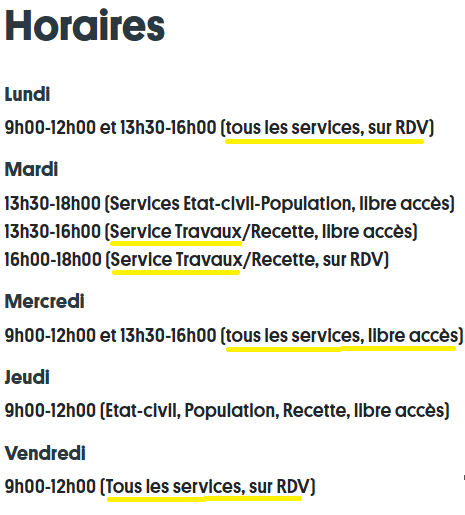 Horaires
Lundi
9h00-12h00 et 13h30-16h00 (tous les services, sur RDV)
Mardi
13h30-18h00 (Services Etat-civil-Population, libre accès)
13h30-16h00 (Service Travaux/Recette, libre accès)
16h00-18h00 (Service Travaux/Recette, sur RDV)
Mercredi
9h00-12h00 et 13h30-16h00 (tous les services, libre accès)
Jeudi
9h00-12h00 (Etat-civil, Population, Recette, libre accès)
Vendredi
9h00-12h00 (Tous les services, sur RDV)